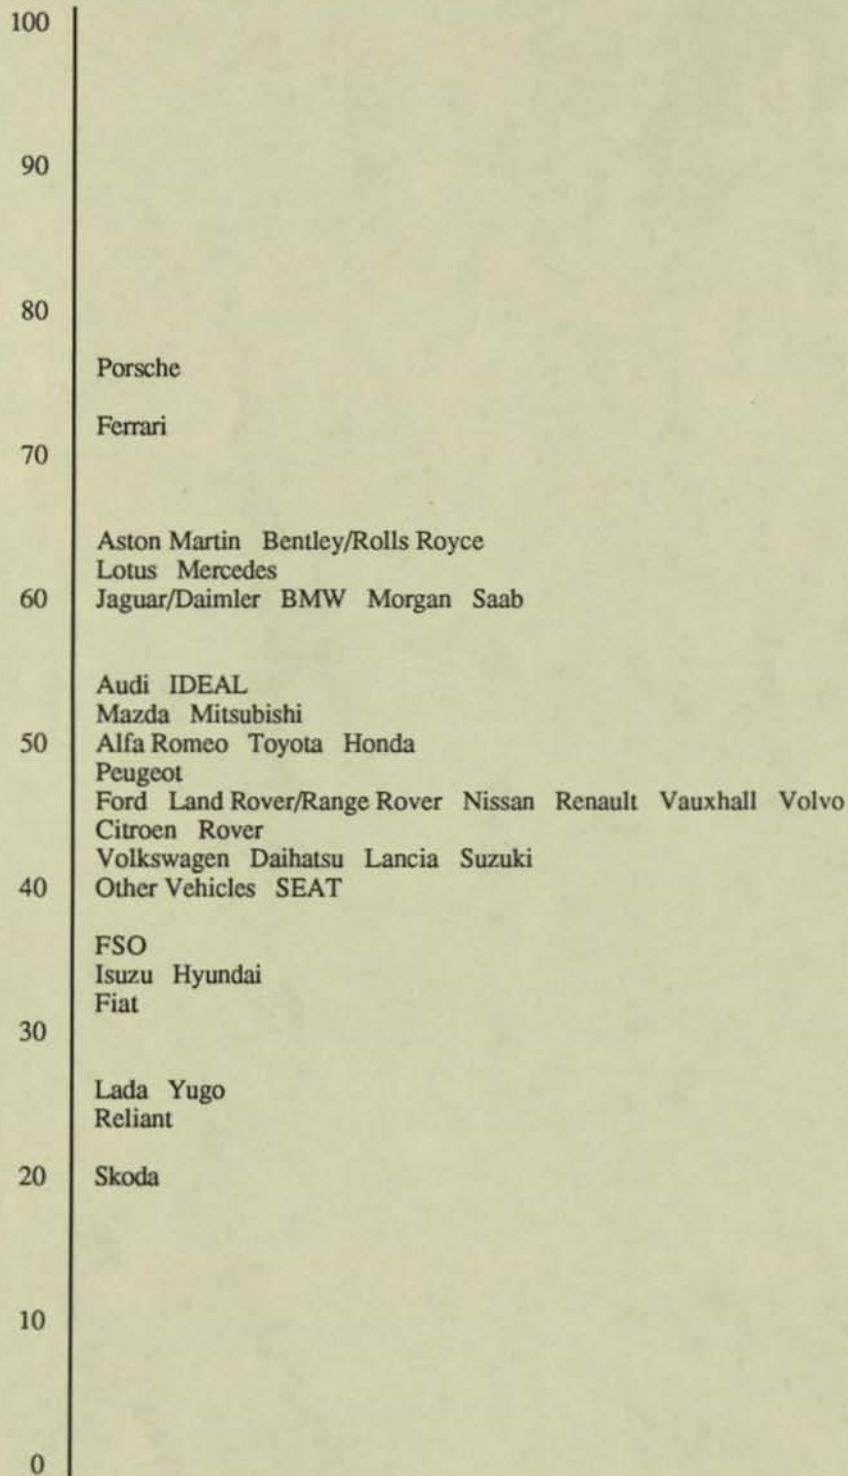 100
90
80
Porsche
Ferrari
70
Aston Martin Bentley/Rolls Royce
Lotus Mercedes
60 Jaguar/Daimler BMW Morgan Saab
Audi IDEAL
Mazda Mitsubishi
50 Alfa Romeo Toyota Honda
Peugeot
Ford Land Rover/Range Rover Nissan Renault Vauxhall Volvo
Citroen Rover
Volkswagen Daihatsu Lancia Suzuki
40 Other Vehicles SEAT
FSO
Isuzu Hyundai
Fiat
30
Lada Yugo
Reliant
20 Skoda
10
0